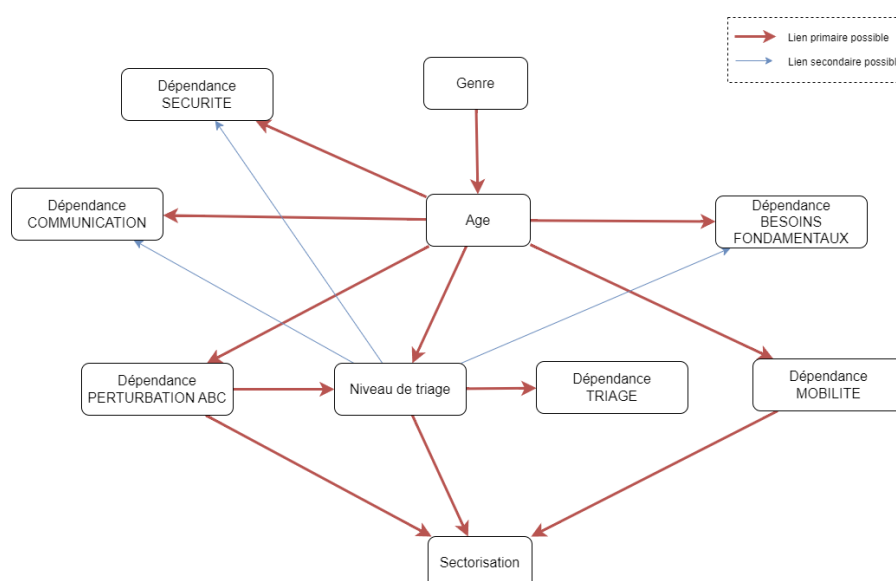 Lien primaire possible
Lien secondaire possibl
Dépendance
SECURITE
Genre
Dépendance
COMMUNICATION
Age
Dépendance
BESOINS
FONDAMENTAUX
Dépendance
PERTURBATION ABC
Niveau de triage
Dépendance
TRIAGE
Dépendance
MOBILITE
Sectorisation